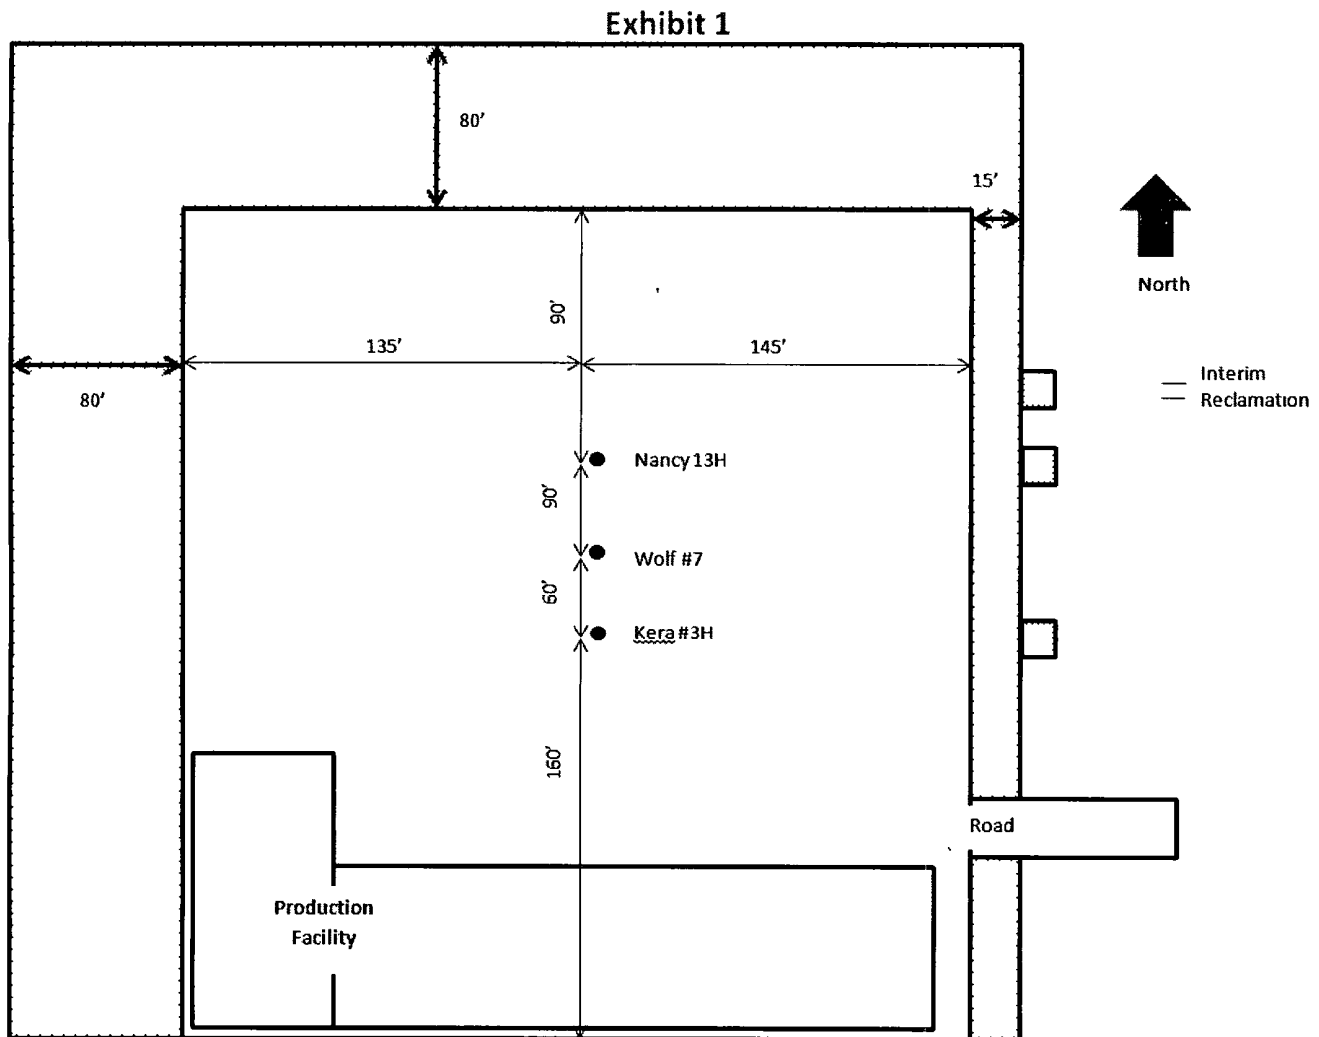 Exhibit 1
80'
15'
North
90'
135'
145'
80'
Interim
Reclamation
Nancy 13H
90'
Wolf #7
60'
Kera #3H
160'
Road
Production
Facility